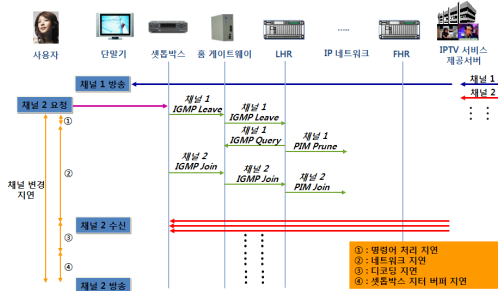 사용자
단말기
셋톱박스
홈 게이트웨이
LHR
IP 네트워크
FHR
IPTV 서비스
제공서버
채널 1 방송
채널 1
채널 2
채널 2 요청
채널 1
IGMP Leave
채널 1
IGMP Leave
채널 1
IGMP Query
채널 1
PIM Prune
채널 2
IGMP Join
채널 2
IGMP Join
채널 2
PIM Join
①
②
채널 변경
지연
채널 2 수신
③
④
채널 2 방송
① : 명령어 처리 지연
② : 네트워크 지연
③ : 디코딩 지연
④ : 셋톱박스 지터 버퍼 지연